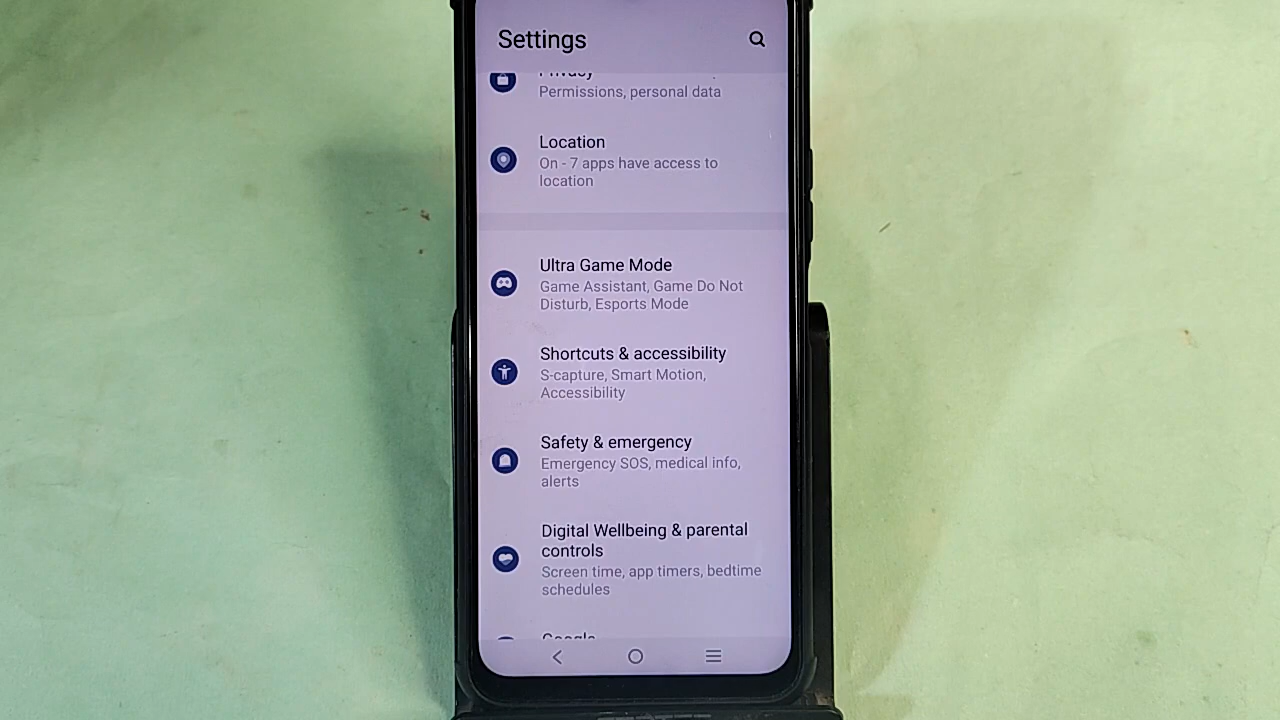 Settings
Privacy
Permissions, personal data
Location
On - 7 apps have access to
location
Ultra Game Mode
Game Assistant, Game Do Not
Disturb, Esports Mode
Shortcuts & accessibility
S-capture, Smart Motion,
Accessibility
Safety & emergency
Emergency SOS, medical info,
alerts
Digital Wellbeing & parental
controls
Screen time, app timers, bedtime
schedules
Google